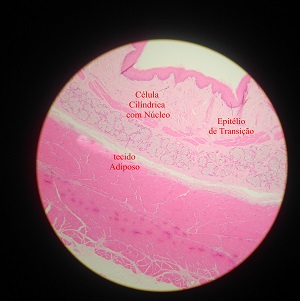 Célula
Cilíndrica
com Núcleo
Epitélio
de Transição
tecido
Adiposo